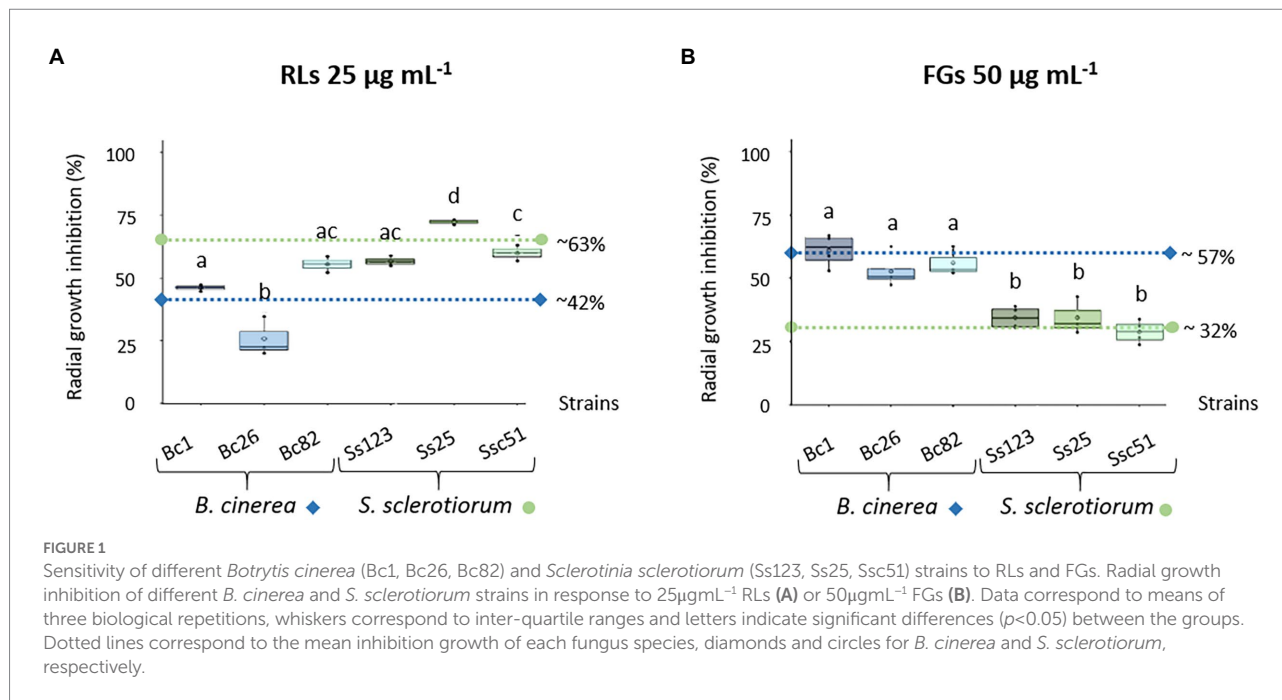 A
RLs 25 µg mL⁻¹
Radial growth inhibition (%)
100
75
50
25
0
a
b
ac
ac
d
c
~63%
~42%
Strains
Bc1
Bc26
Bc82
Ss123
Ss25
Ssc51
B. cinerea
S. sclerotiorum
B
FGs 50 µg mL⁻¹
Radial growth inhibition (%)
100
75
50
25
0
a
a
a
b
b
b
~ 57%
~ 32%
Strains
Bc1
Bc26
Bc82
Ss123
Ss25
Ssc51
B. cinerea
S. sclerotiorum
FIGURE 1
Sensitivity of different Botrytis cinerea (Bc1, Bc26, Bc82) and Sclerotinia sclerotiorum (Ss123, Ss25, Ssc51) strains to RLs and FGs. Radial growth
inhibition of different B. cinerea and S. sclerotiorum strains in response to 25µgmL⁻¹ RLs (A) or 50µgmL⁻¹ FGs (B). Data correspond to means of
three biological repetitions, whiskers correspond to inter-quartile ranges and letters indicate significant differences (p<0.05) between the groups.
Dotted lines correspond to the mean inhibition growth of each fungus species, diamonds and circles for B. cinerea and S. sclerotiorum,
respectively.